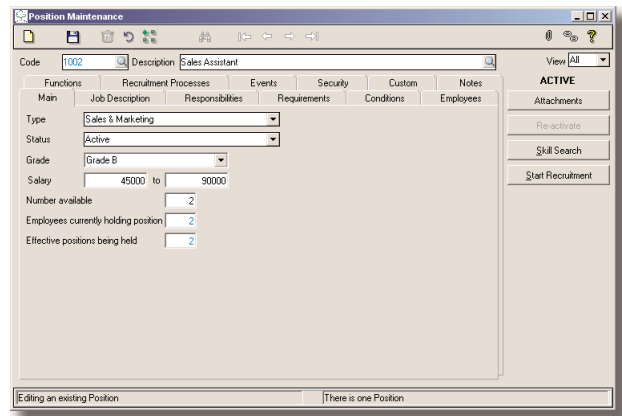 Position Maintenance
Code 1002 Description Sales Assistant View All
Functions Recruitment Processes Events Security Custom Notes
Main Job Description Responsibilities Requirements Conditions Employees
ACTIVE
Attachments
Re-activate
Skill Search
Start Recruitment
Type Sales & Marketing
Status Active
Grade Grade B
Salary 45000 to 90000
Number available 2
Employees currently holding position 2
Effective positions being held 2
Editing an existing Position There is one Position